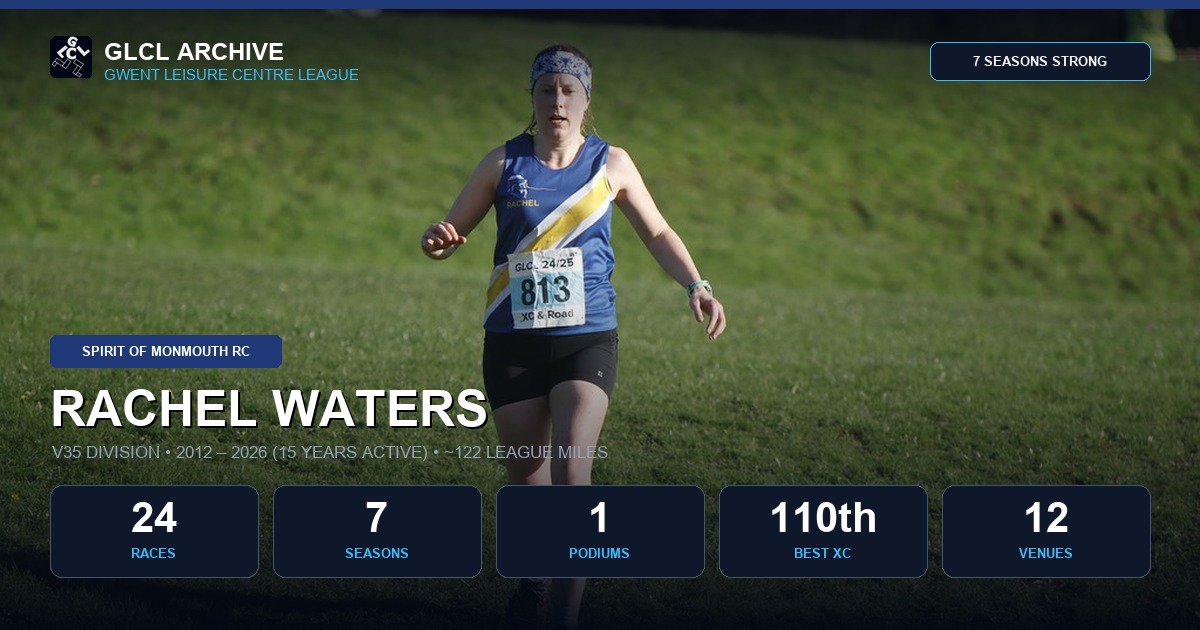 GLCL ARCHIVE
GWENT LEISURE CENTRE LEAGUE
7 SEASONS STRONG
RACHEL
GLCL 24/25
813
XC & Road
SPIRIT OF MONMOUTH RC
RACHEL WATERS
V35 DIVISION • 2012 – 2026 (15 YEARS ACTIVE) • ~122 LEAGUE MILES
24
RACES
7
SEASONS
1
PODIUMS
110th
BEST XC
12
VENUES